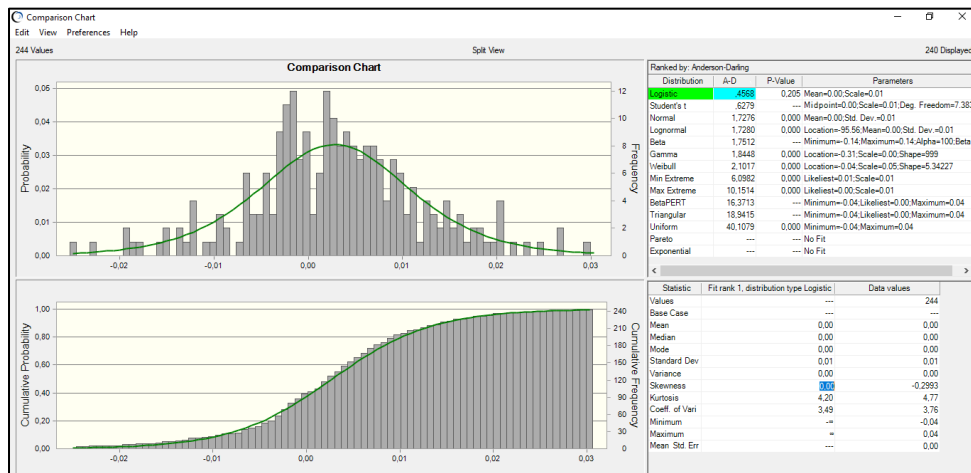 Comparison Chart
Edit View Preferences Help
244 Values Split View 240 Displayed
Comparison Chart
0,06
0,05
0,04
0,03
0,02
0,01
0,00
Probability
12
10
8
6
4
2
0
Frequency
-0,02 -0,01 0,00 0,01 0,02 0,03
1,00
0,80
0,60
0,40
0,20
0,00
Cumulative Probability
240
210
180
150
120
90
60
30
0
Cumulative Frequency
-0,02 -0,01 0,00 0,01 0,02 0,03
Ranked by: Anderson-Darling
Distribution A-D P-Value Parameters
Logistic ,4568 0,205 Mean=0.00;Scale=0.01
Student's t ,6279 --- Midpoint=0.00;Scale=0.01;Deg. Freedom=7.383
Normal 1,7276 0,000 Mean=0.00;Std. Dev.=0.01
Lognormal 1,7280 0,000 Location=-95.56;Mean=0.00;Std. Dev.=0.01
Beta 1,7512 --- Minimum=-0.14;Maximum=0.14;Alpha=100;Beta
Gamma 1,8448 0,000 Location=-0.31;Scale=0.00;Shape=999
Weibull 2,1017 0,000 Location=-0.04;Scale=0.05;Shape=5.34227
Min Extreme 6,0982 0,000 Likeliest=0.01;Scale=0.01
Max Extreme 10,1514 0,000 Likeliest=0.00;Scale=0.01
BetaPERT 16,3713 --- Minimum=-0.04;Likeliest=0.00;Maximum=0.04
Triangular 18,9415 --- Minimum=-0.04;Likeliest=0.00;Maximum=0.04
Uniform 40,1079 0,000 Minimum=-0.04;Maximum=0.04
Pareto --- --- No Fit
Exponential --- --- No Fit
Statistic Fit rank 1, distribution type Logistic Data values
Values --- 244
Base Case --- ---
Mean 0,00 0,00
Median 0,00 0,00
Mode 0,00 0,00
Standard Dev 0,01 0,01
Variance 0,00 0,00
Skewness 0,00 -0.2993
Kurtosis 4,20 4,77
Coeff. of Vari 3,49 3,76
Minimum -∞ -0,04
Maximum ∞ 0,04
Mean Std. Err --- 0,00